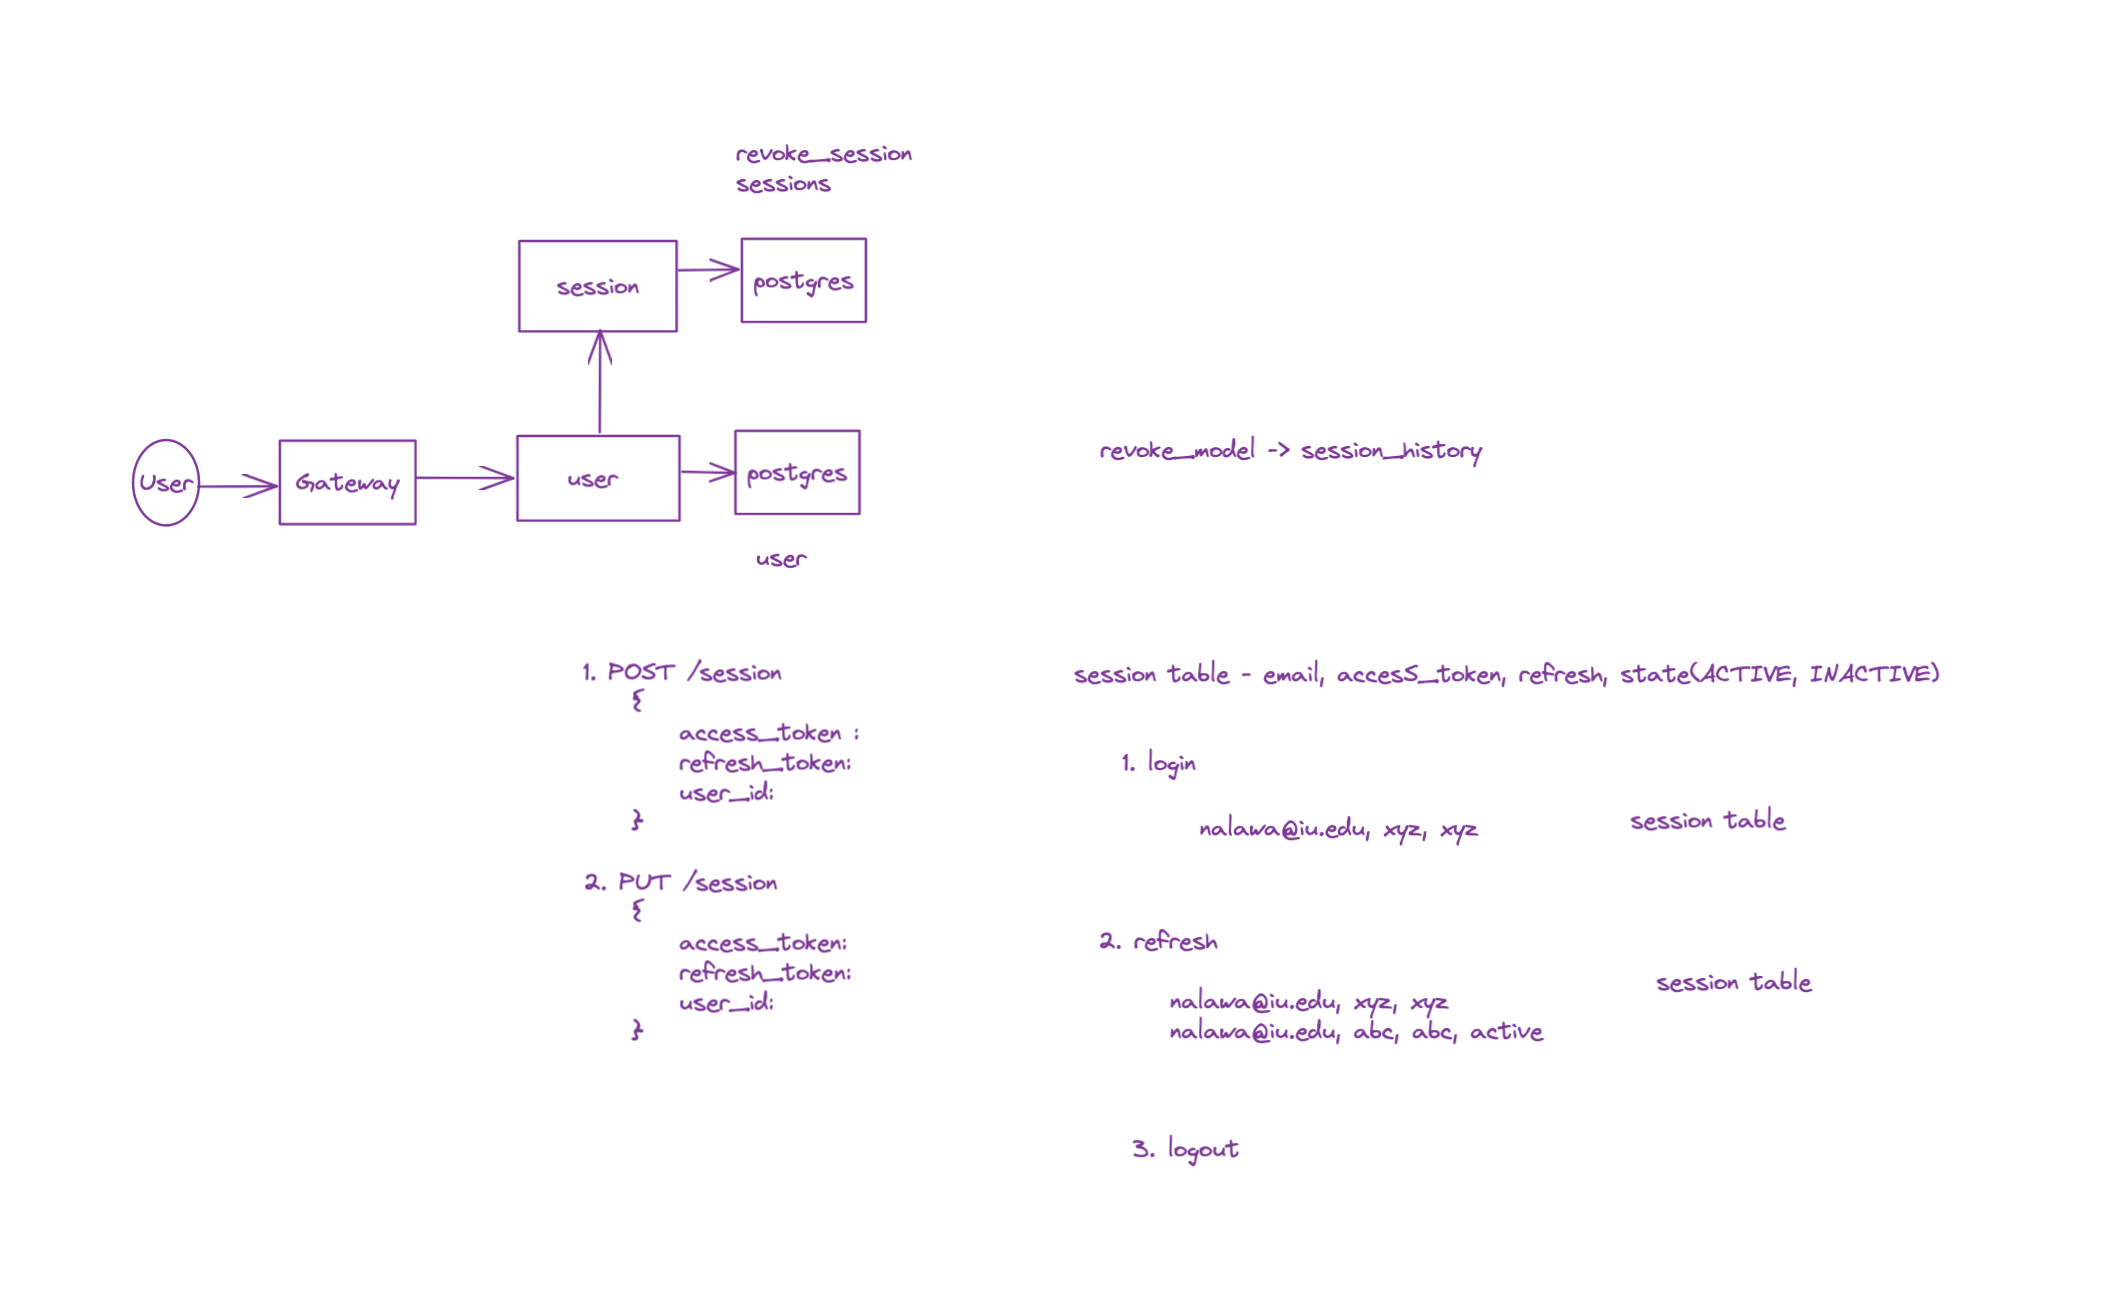 revoke_session
sessions
session
postgres
User
Gateway
user
postgres
user
revoke_model -> session_history
1. POST /session
{
access_token :
refresh_token:
user_id:
}
2. PUT /session
{
access_token:
refresh_token:
user_id:
}
session table - email, accesS_token, refresh, state(ACTIVE, INACTIVE)
1. login
nalawa@iu.edu, xyz, xyz
session table
2. refresh
session table
nalawa@iu.edu, xyz, xyz
nalawa@iu.edu, abc, abc, active
3. logout